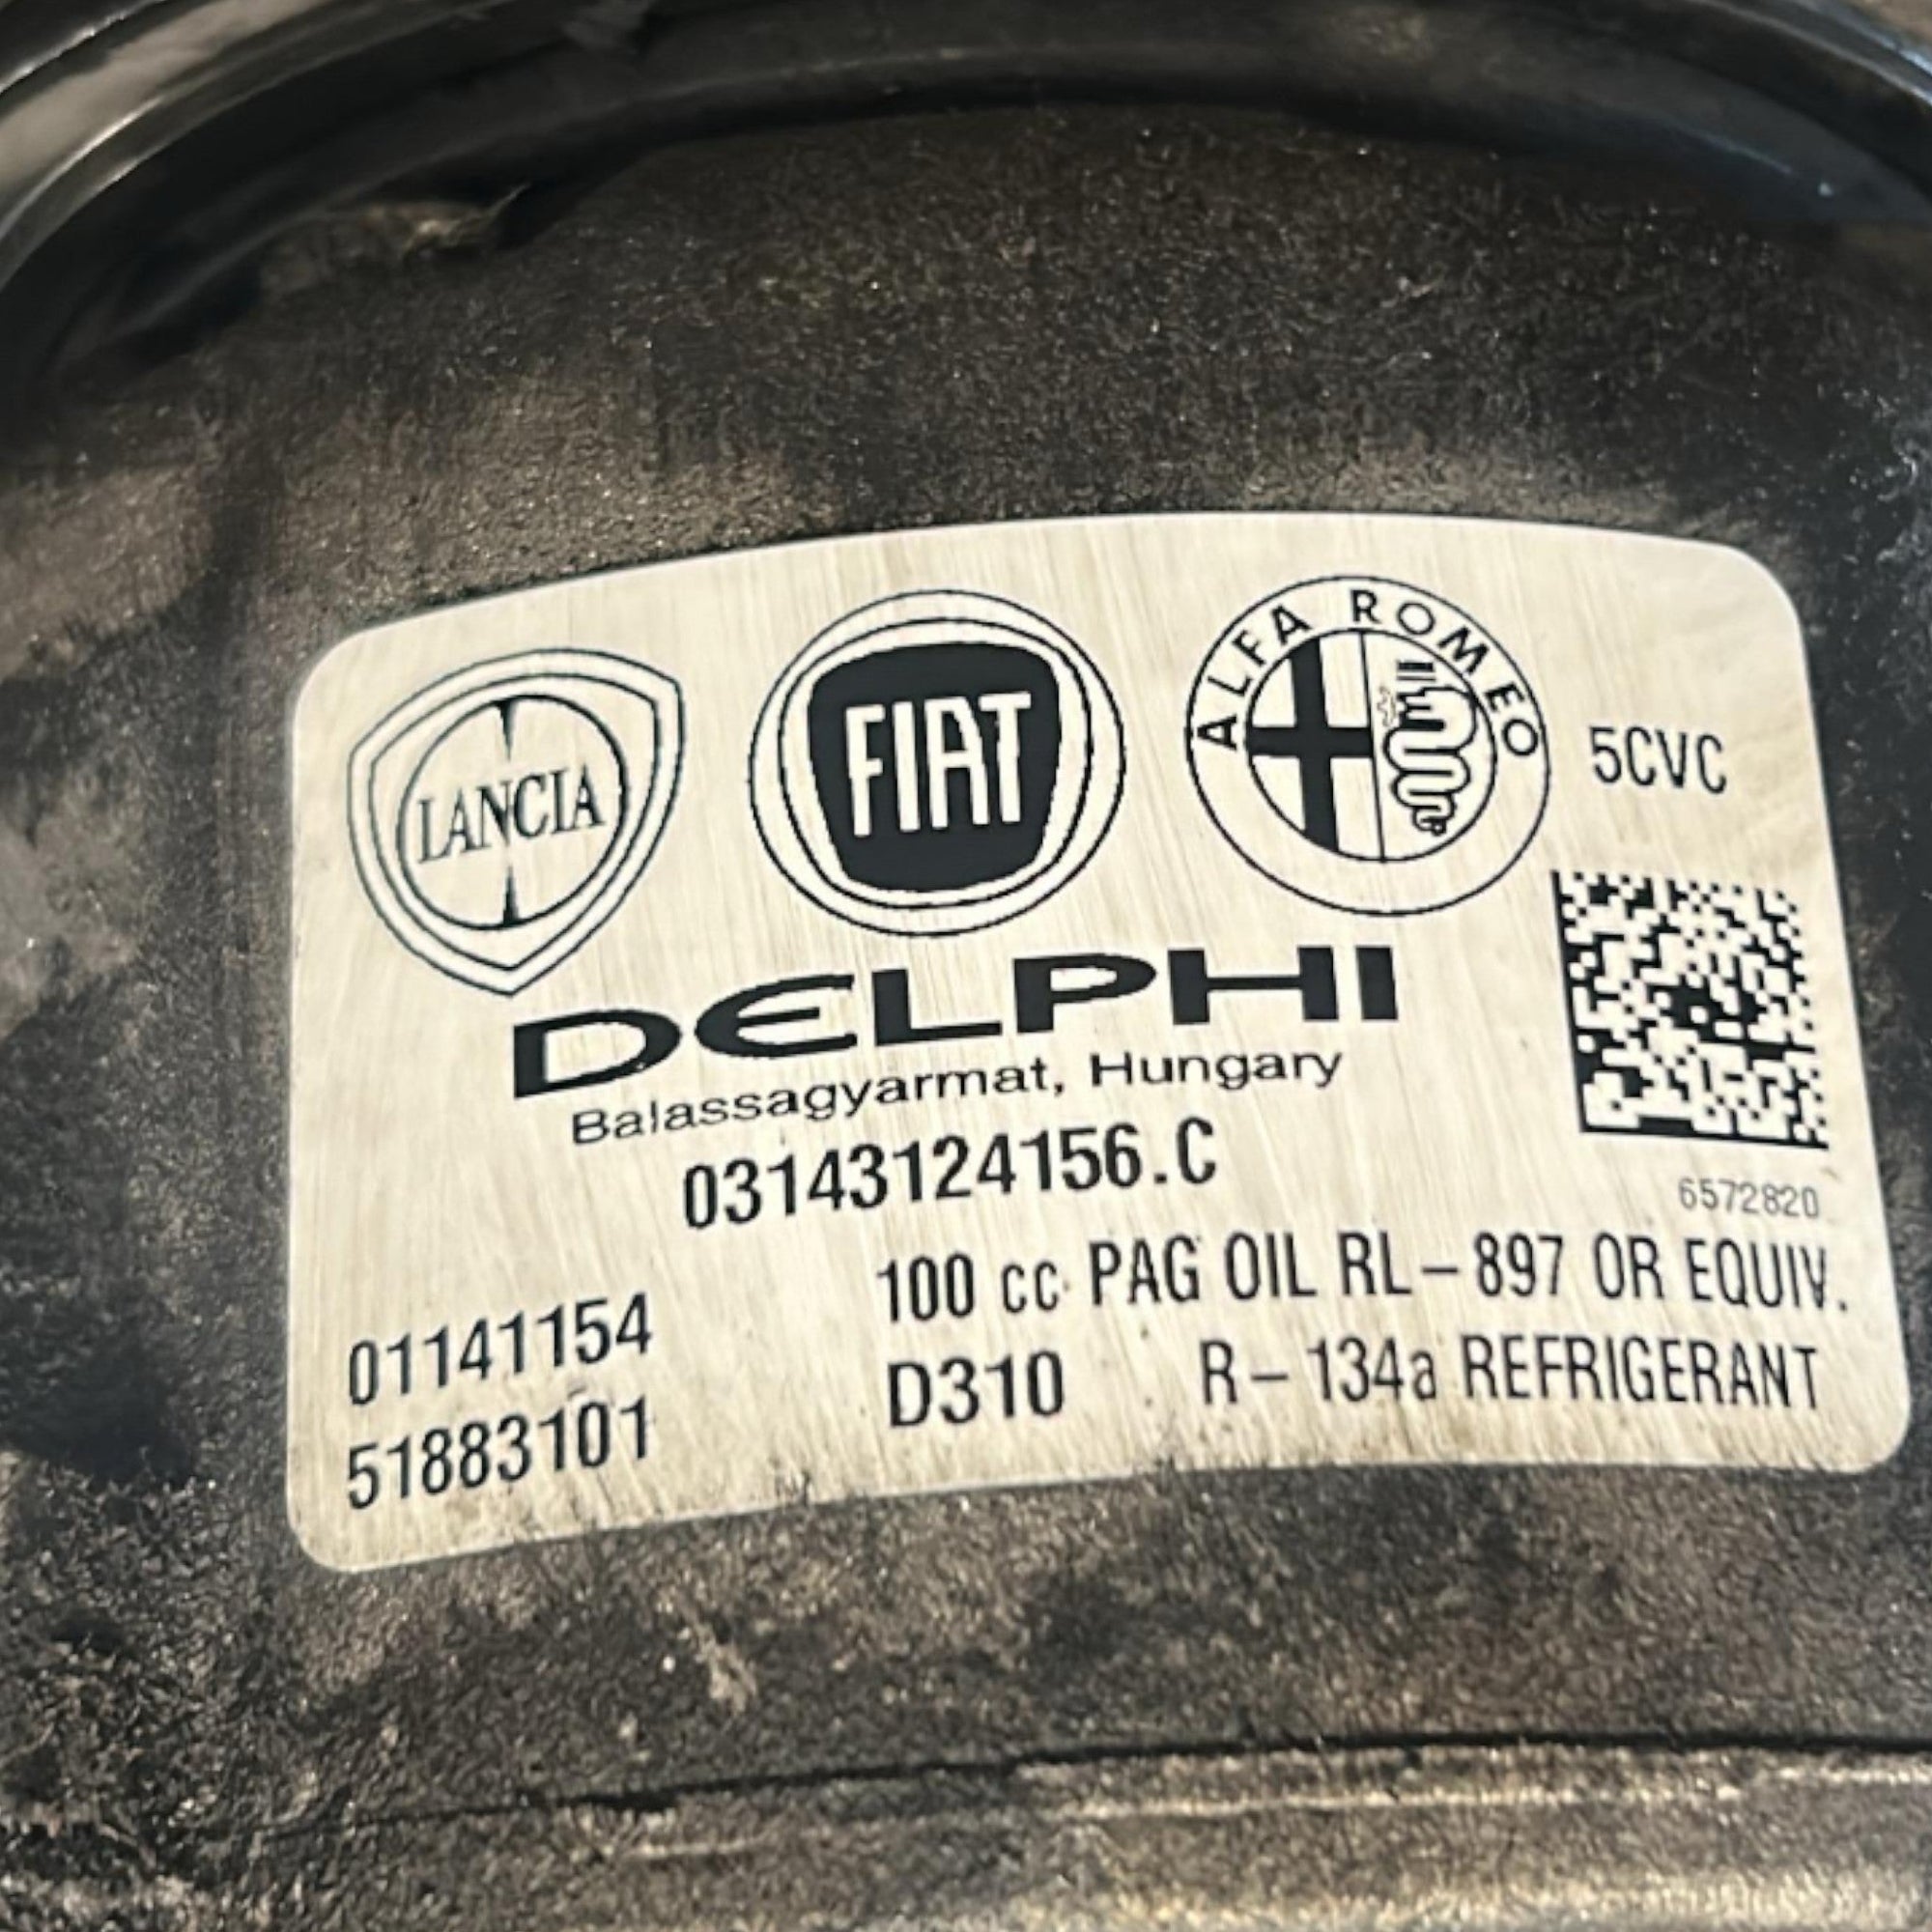 LANCIA
FIAT
ALFA ROMEO
5CVC
DELPHI
Balassagyarmat, Hungary
03143124156.C
6572820
100 cc PAG OIL RL-897 OR EQUIV.
01141154
D310 R-134a REFRIGERANT
51883101